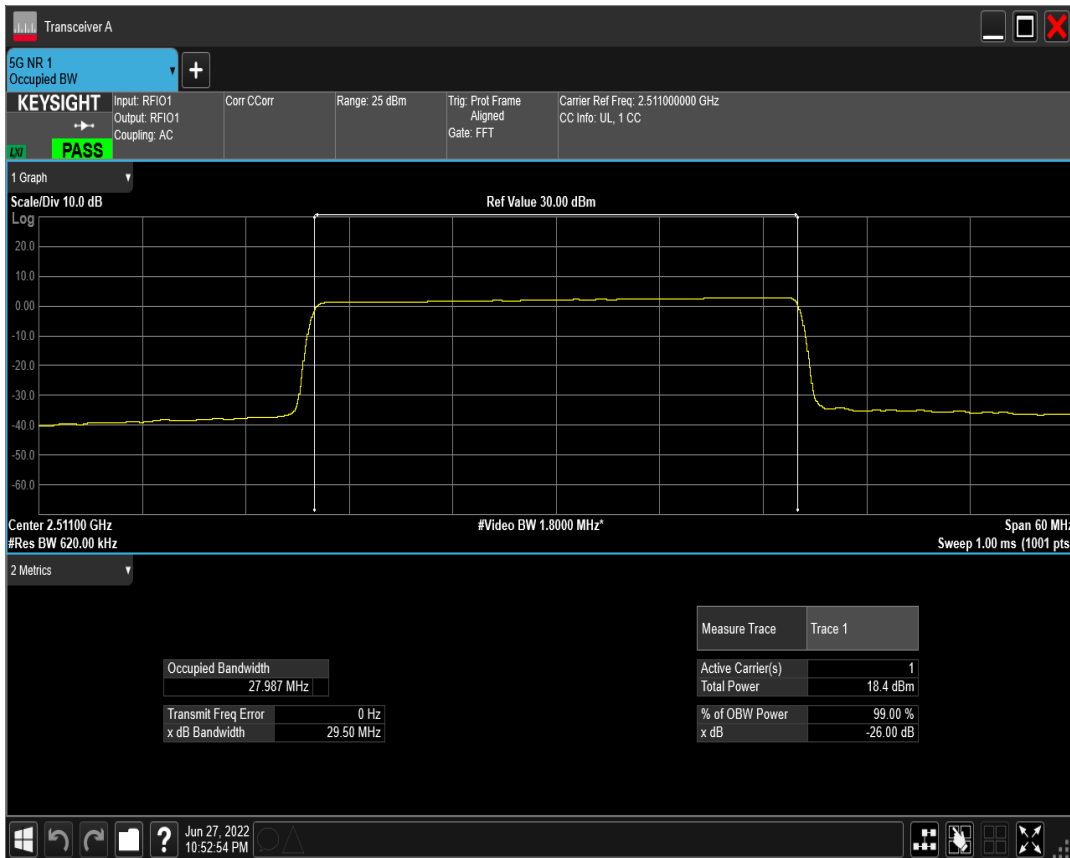 Transceiver A
5G NR 1
Occupied BW
+
KEYSIGHT
LXI
PASS
Input: RFIO1
Output: RFIO1
Coupling: AC
Corr CCorr
Range: 25 dBm
Trig: Prot Frame
Aligned
Gate: FFT
Carrier Ref Freq: 2.511000000 GHz
CC Info: UL, 1 CC
1 Graph
Scale/Div 10.0 dB
Ref Value 30.00 dBm
Log
20.0
10.0
0.00
-10.0
-20.0
-30.0
-40.0
-50.0
-60.0
Center 2.51100 GHz
#Video BW 1.8000 MHz*
Span 60 MHz
#Res BW 620.00 kHz
Sweep 1.00 ms (1001 pts
2 Metrics
Measure Trace Trace 1
Occupied Bandwidth
27.987 MHz
Active Carrier(s) 1
Total Power 18.4 dBm
Transmit Freq Error 0 Hz
x dB Bandwidth 29.50 MHz
% of OBW Power 99.00 %
x dB -26.00 dB
?
Jun 27, 2022
10:52:54 PM